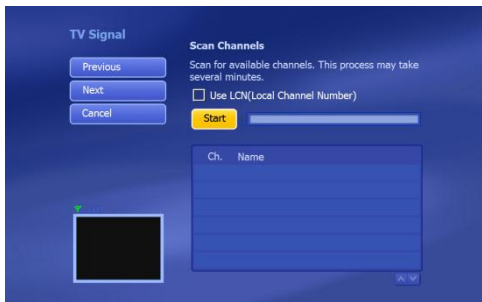 TV Signal
Previous
Next
Cancel
Scan Channels
Scan for available channels. This process may take
several minutes.
Use LCN(Local Channel Number)
Start
Ch. Name